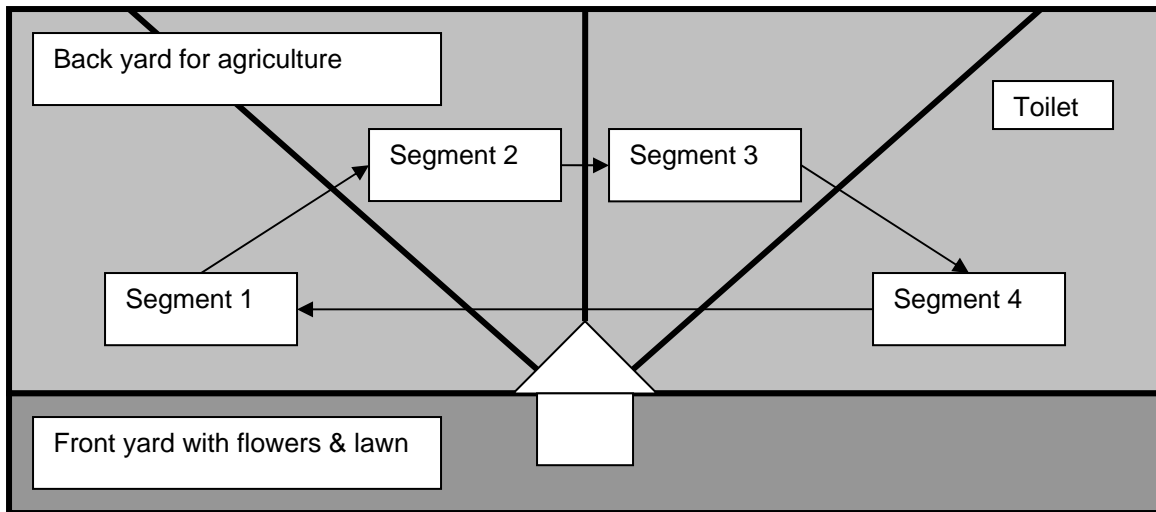 Back yard for agriculture
Toilet
Segment 2
Segment 3
Segment 1
Segment 4
Front yard with flowers & lawn